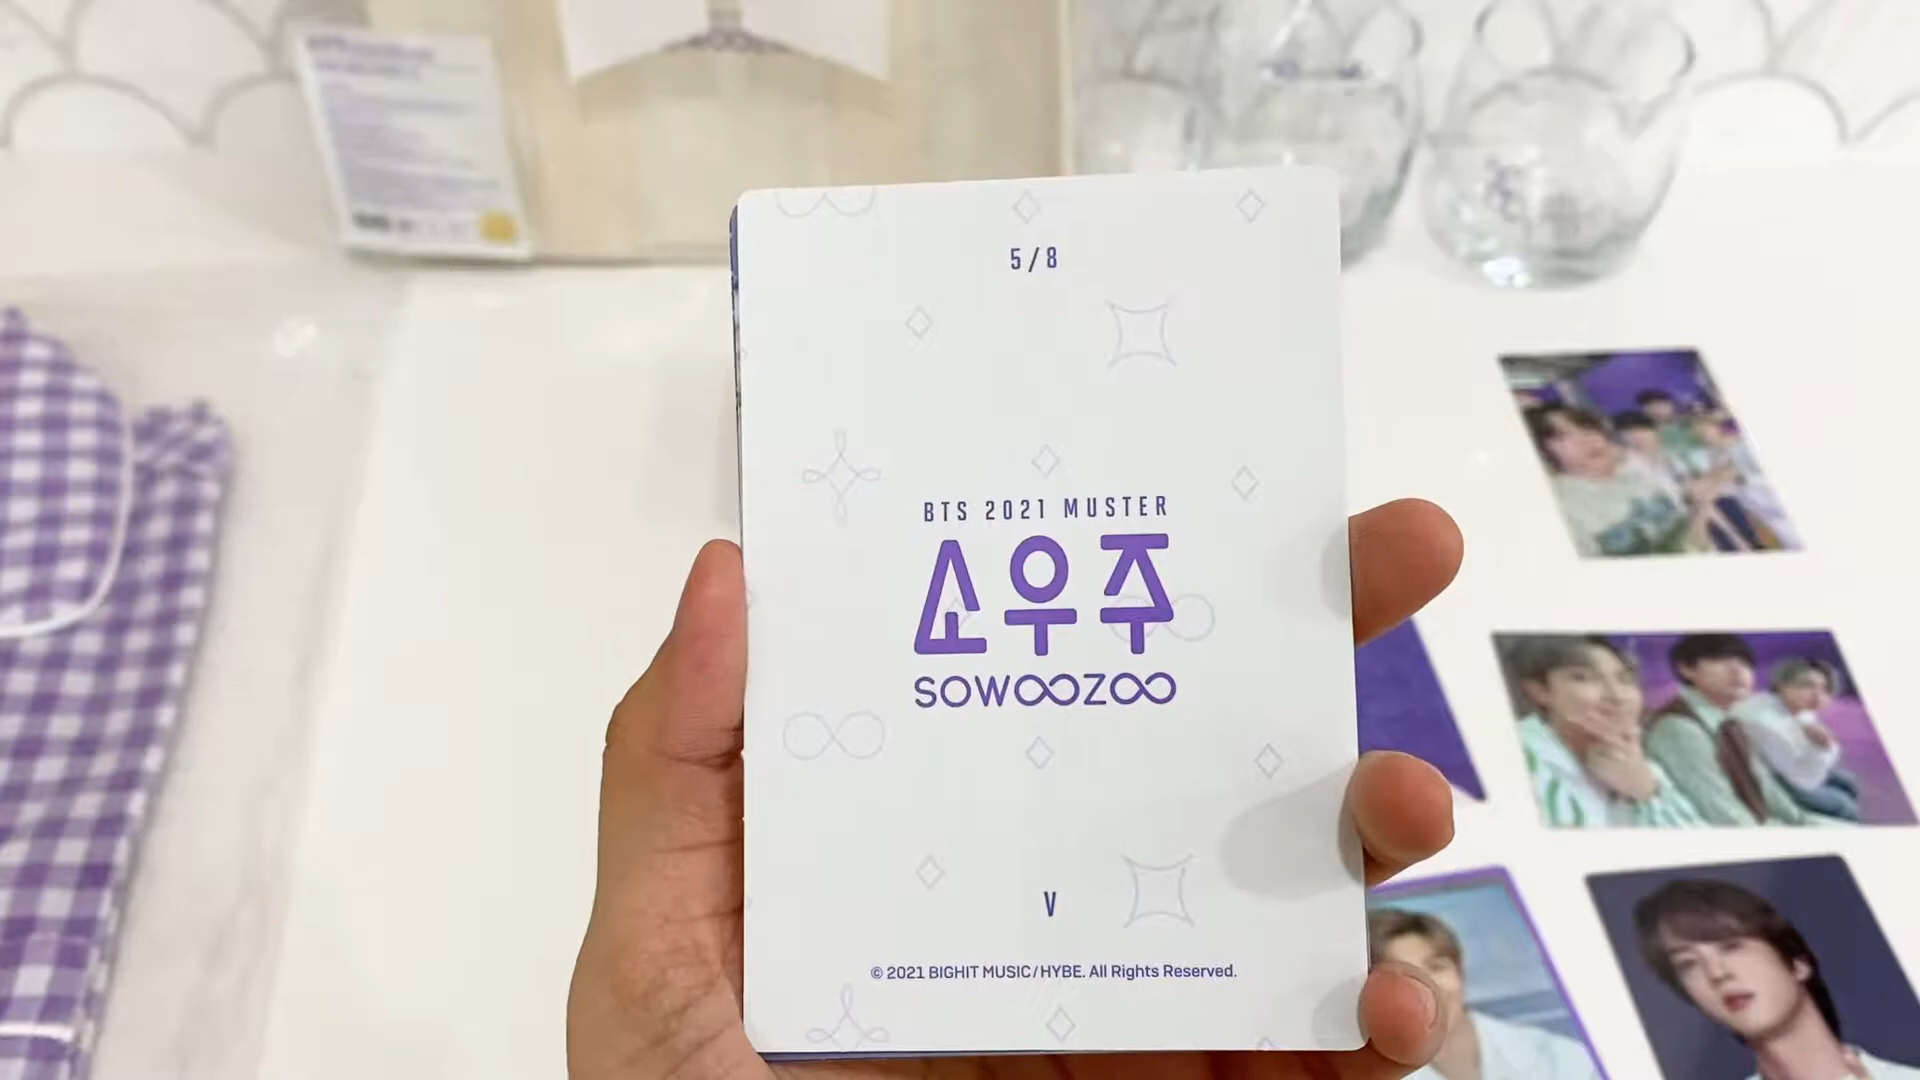 5/8
BTS 2021 MUSTER
소우주
SOWOOZOO
V
© 2021 BIGHIT MUSIC/HYBE. All Rights Reserved.